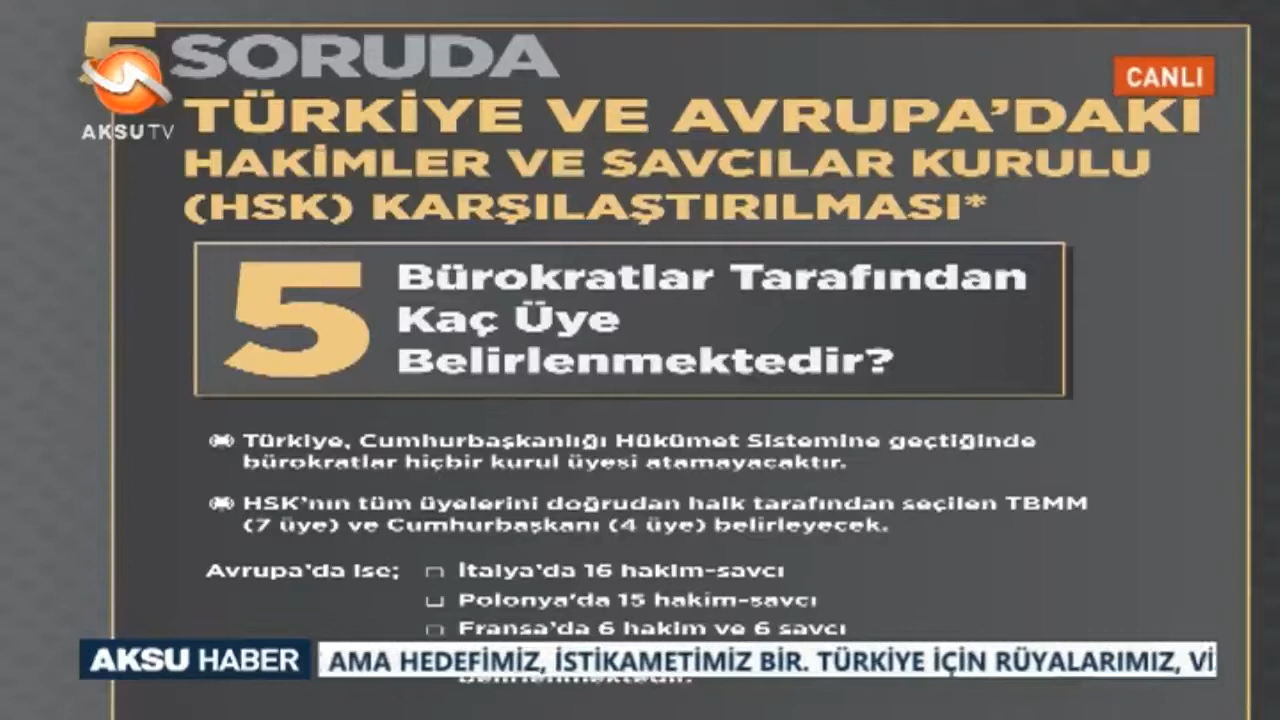 5 SORUDA
CANLI
AKSU TV
TÜRKİYE VE AVRUPA'DAKİ
HAKİMLER VE SAVCILAR KURULU
(HSK) KARŞILAŞTIRILMASI*
5
Bürokratlar Tarafından
Kaç Üye
Belirlenmektedir?
Türkiye, Cumhurbaşkanlığı Hükümet Sistemine geçtiğinde
bürokratlar hiçbir kurul üyesi atamayacaktır.
HSK'nın tüm üyelerini doğrudan halk tarafından seçilen TBMM
(7 üye) ve Cumhurbaşkanı (4 üye) belirleyecek.
Avrupa'da ise;
İtalya'da 16 hakim-savcı
Polonya'da 15 hakim-savcı
Fransa'da 6 hakim ve 6 savcı
AKSU HABER
AMA HEDEFİMİZ, İSTİKAMETİMİZ BİR. TÜRKİYE İÇİN RÜYALARIMIZ, Vİ